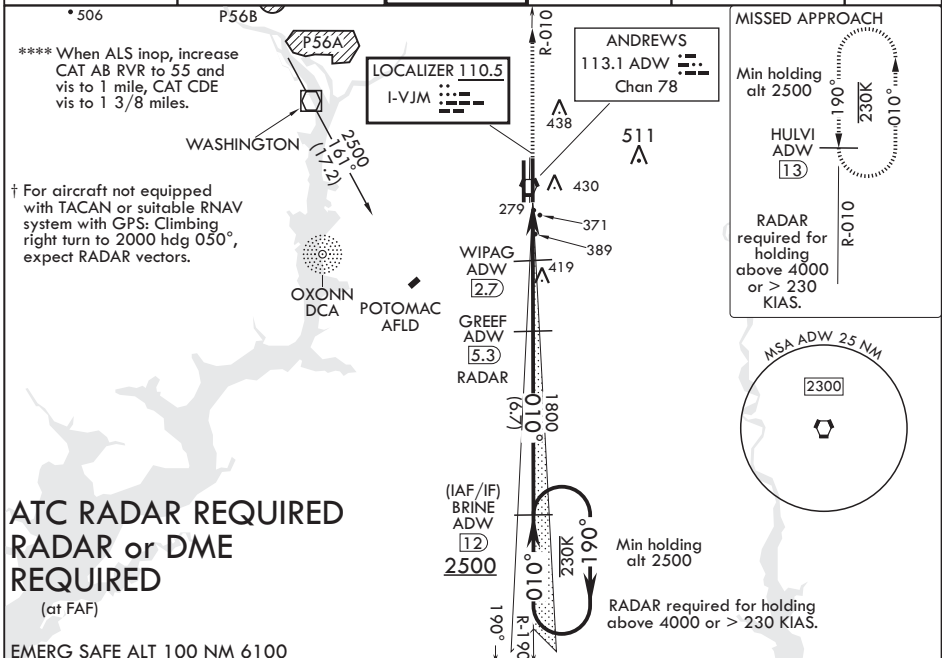 506
P56B
P56A
**** When ALS inop, increase
CAT AB RVR to 55 and
vis to 1 mile, CAT CDE
vis to 1 3/8 miles.
WASHINGTON
2500
161°
(17.2)
† For aircraft not equipped
with TACAN or suitable RNAV
system with GPS: Climbing
right turn to 2000 hdg 050°,
expect RADAR vectors.
OXONN
DCA
POTOMAC
AFLD
LOCALIZER 110.5
I-VJM
R-010
ANDREWS
113.1 ADW
Chan 78
438
511
430
279
371
389
419
WIPAG
ADW
2.7
GREEF
ADW
5.3
RADAR
010°
1800
(6.7)
(IAF/IF)
BRINE
ADW
12
2500
010°
230K
190°
Min holding
alt 2500
RADAR required for holding
above 4000 or > 230 KIAS.
190°
R-190
MISSED APPROACH
Min holding
alt 2500
190°
230K
010°
HULVI
ADW
13
R-010
RADAR
required for
holding
above 4000
or > 230
KIAS.
MSA ADW 25 NM
2300
ATC RADAR REQUIRED
RADAR or DME
REQUIRED
(at FAF)
EMERG SAFE ALT 100 NM 6100